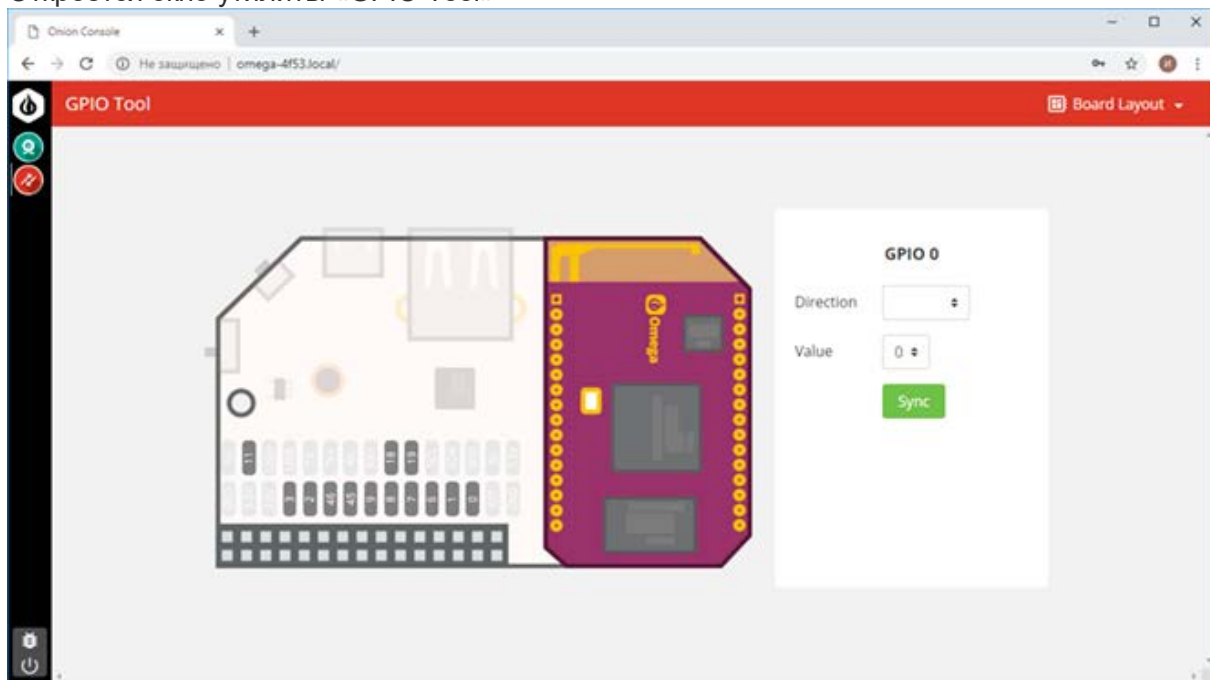 Onion Console
Не защищено | omega-4f53.local/
GPIO Tool
Board Layout
GPIO 0
Direction
Omega
Value
0
Sync
11
18
19
3
2
46
45
9
8
7
6
1
0